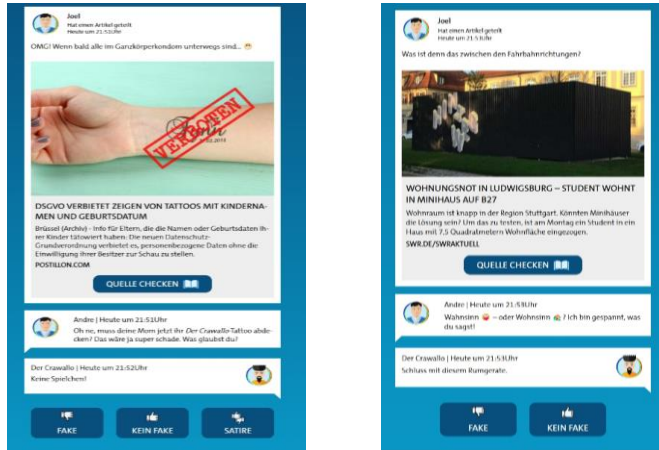 Joel
Hat einen Artikel geteilt
Heute um 21:51Uhr
OMG! Wenn bald alle im Ganzkörperkondom unterwegs sind...
VERBOTEN
DSGVO VERBIETET ZEIGEN VON TATTOOS MIT KINDERNA-
MEN UND GEBURTSDATUM
Brüssel (Archiv) - Info für Eltern, die die Namen oder Geburtsdaten ih-
rer Kinder tätowiert haben: Die neuen Datenschutz-
Grundverordnung verbietet es, personenbezogene Daten ohne die
Einwilligung ihrer Besitzer zur Schau zu stellen.
POSTILLON.COM
QUELLE CHECKEN
Andre | Heute um 21:51Uhr
Oh ne, muss deine Mom jetzt ihr Der Crawallo-Tattoo abde-
cken? Das wäre ja super schade. Was glaubst du?
Der Crawallo | Heute um 21:52Uhr
Keine Spielchen!
FAKE
KEIN FAKE
SATIRE
Joel
Hat einen Artikel geteilt
Heute um 21:53Uhr
Was ist denn das zwischen den Fahrbahnrichtungen?
WOHNUNGSNOT IN LUDWIGSBURG – STUDENT WOHNT
IN MINIHAUS AUF B27
Wohnraum ist knapp in der Region Stuttgart. Könnten Minihäuser
die Lösung sein? Um das zu testen, ist am Montag ein Student in ein
Haus mit 7,5 Quadratmetern Wohnfläche eingezogen.
SWR.DE/SWRAKTUELL
QUELLE CHECKEN
Andre | Heute um 21:53Uhr
Wahnsinn – oder Wohnsinn ? Ich bin gespannt, was
du sagst!
Der Crawallo | Heute um 21:53Uhr
Schluss mit diesem Rumgerate.
FAKE
KEIN FAKE